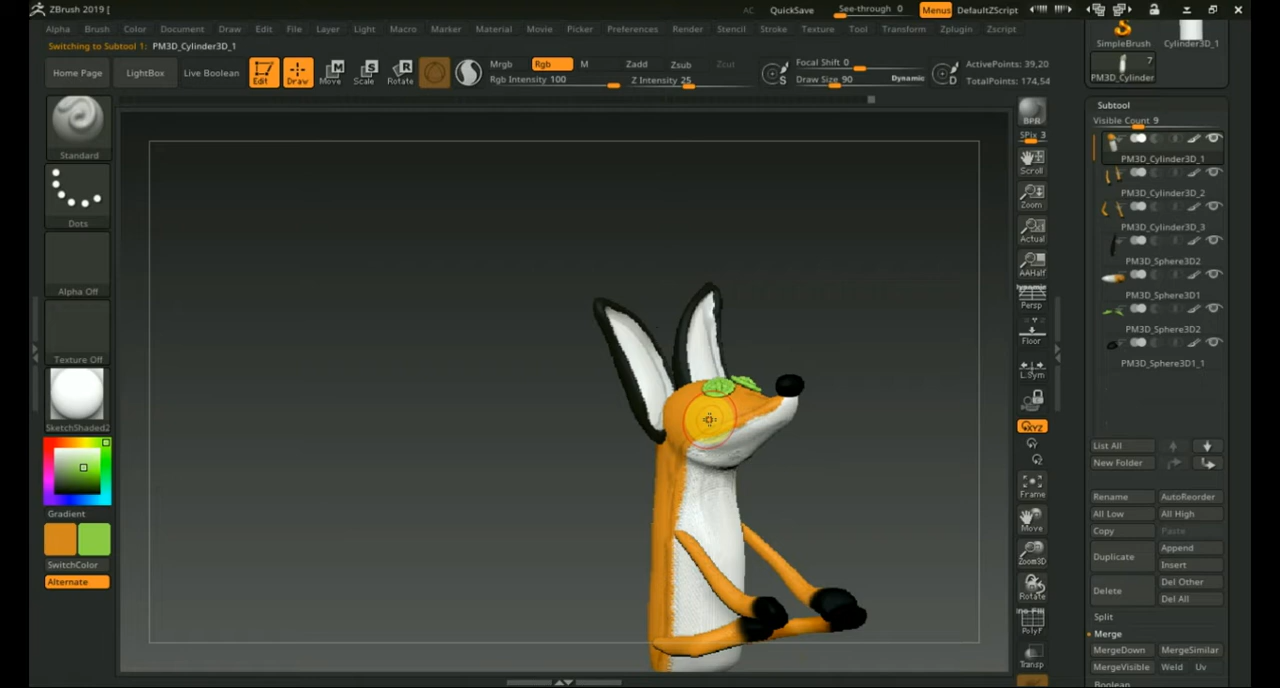 ZBrush 2019 [
AC QuickSave See-through 0 Menus DefaultZScript
Alpha Brush Color Document Draw Edit File Layer Light Macro Marker Material Movie Picker Preferences Render Stencil Stroke Texture Tool Transform Zplugin Zscript
Switching to Subtool 1: PM3D_Cylinder3D_1
Home Page LightBox Live Boolean Edit Draw Move Scale Rotate
Mrgb Rgb M Zadd Zsub Zcut
Rgb Intensity 100 Z Intensity 25
Focal Shift 0
Draw Size 90 Dynamic
ActivePoints: 39,20
TotalPoints: 174,54
S
D
Standard
Dots
Alpha Off
Texture Off
SketchShaded2
Gradient
SwitchColor
Alternate
BPR
SPix 3
Scroll
Zoom
Actual
AAHalf
Dynamic
Persp
Floor
L.Sym
XYZ
Frame
Move
Zoom3D
Rotate
PolyF
Transp
SimpleBrush Cylinder3D_1
7
PM3D_Cylinder
Subtool
Visible Count 9
PM3D_Cylinder3D_1
PM3D_Cylinder3D_2
PM3D_Cylinder3D_3
PM3D_Sphere3D2
PM3D_Sphere3D1
PM3D_Sphere3D2
PM3D_Sphere3D1_1
List All
New Folder
Rename AutoReorder
All Low All High
Copy Paste
Duplicate Append
Insert
Delete Del Other
Del All
Split
Merge
MergeDown MergeSimilar
MergeVisible Weld Uv
Boolean